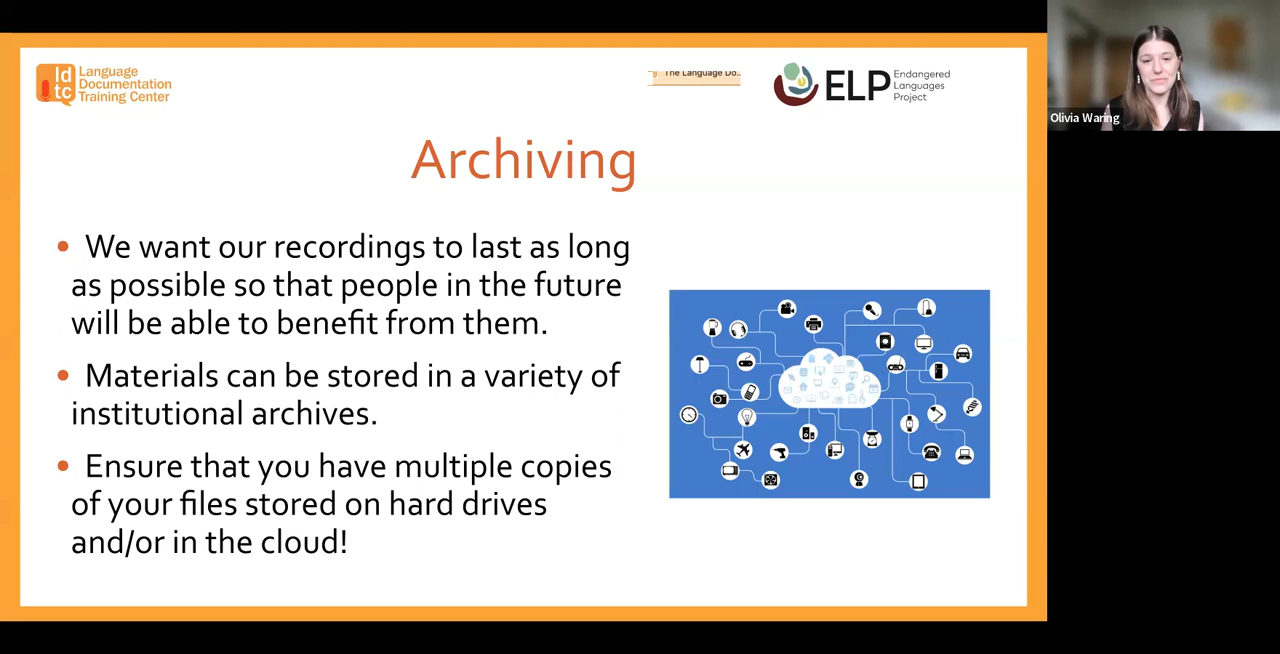 ld
tc
Language
Documentation
Training Center
The Language Do..
ELP
Endangered
Languages
Project
Olivia Waring
Archiving
• We want our recordings to last as long
as possible so that people in the future
will be able to benefit from them.
• Materials can be stored in a variety of
institutional archives.
• Ensure that you have multiple copies
of your files stored on hard drives
and/or in the cloud!